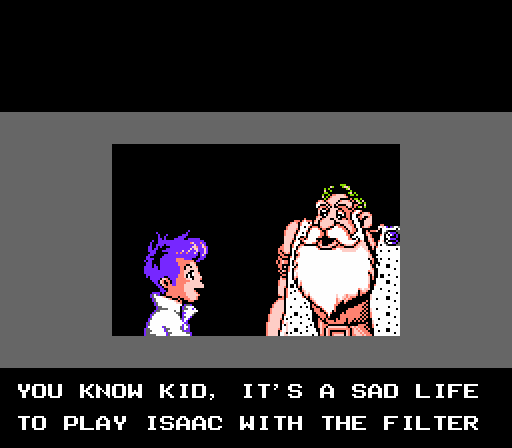 YOU KNOW KID, IT'S A SAD LIFE
TO PLAY ISAAC WITH THE FILTER